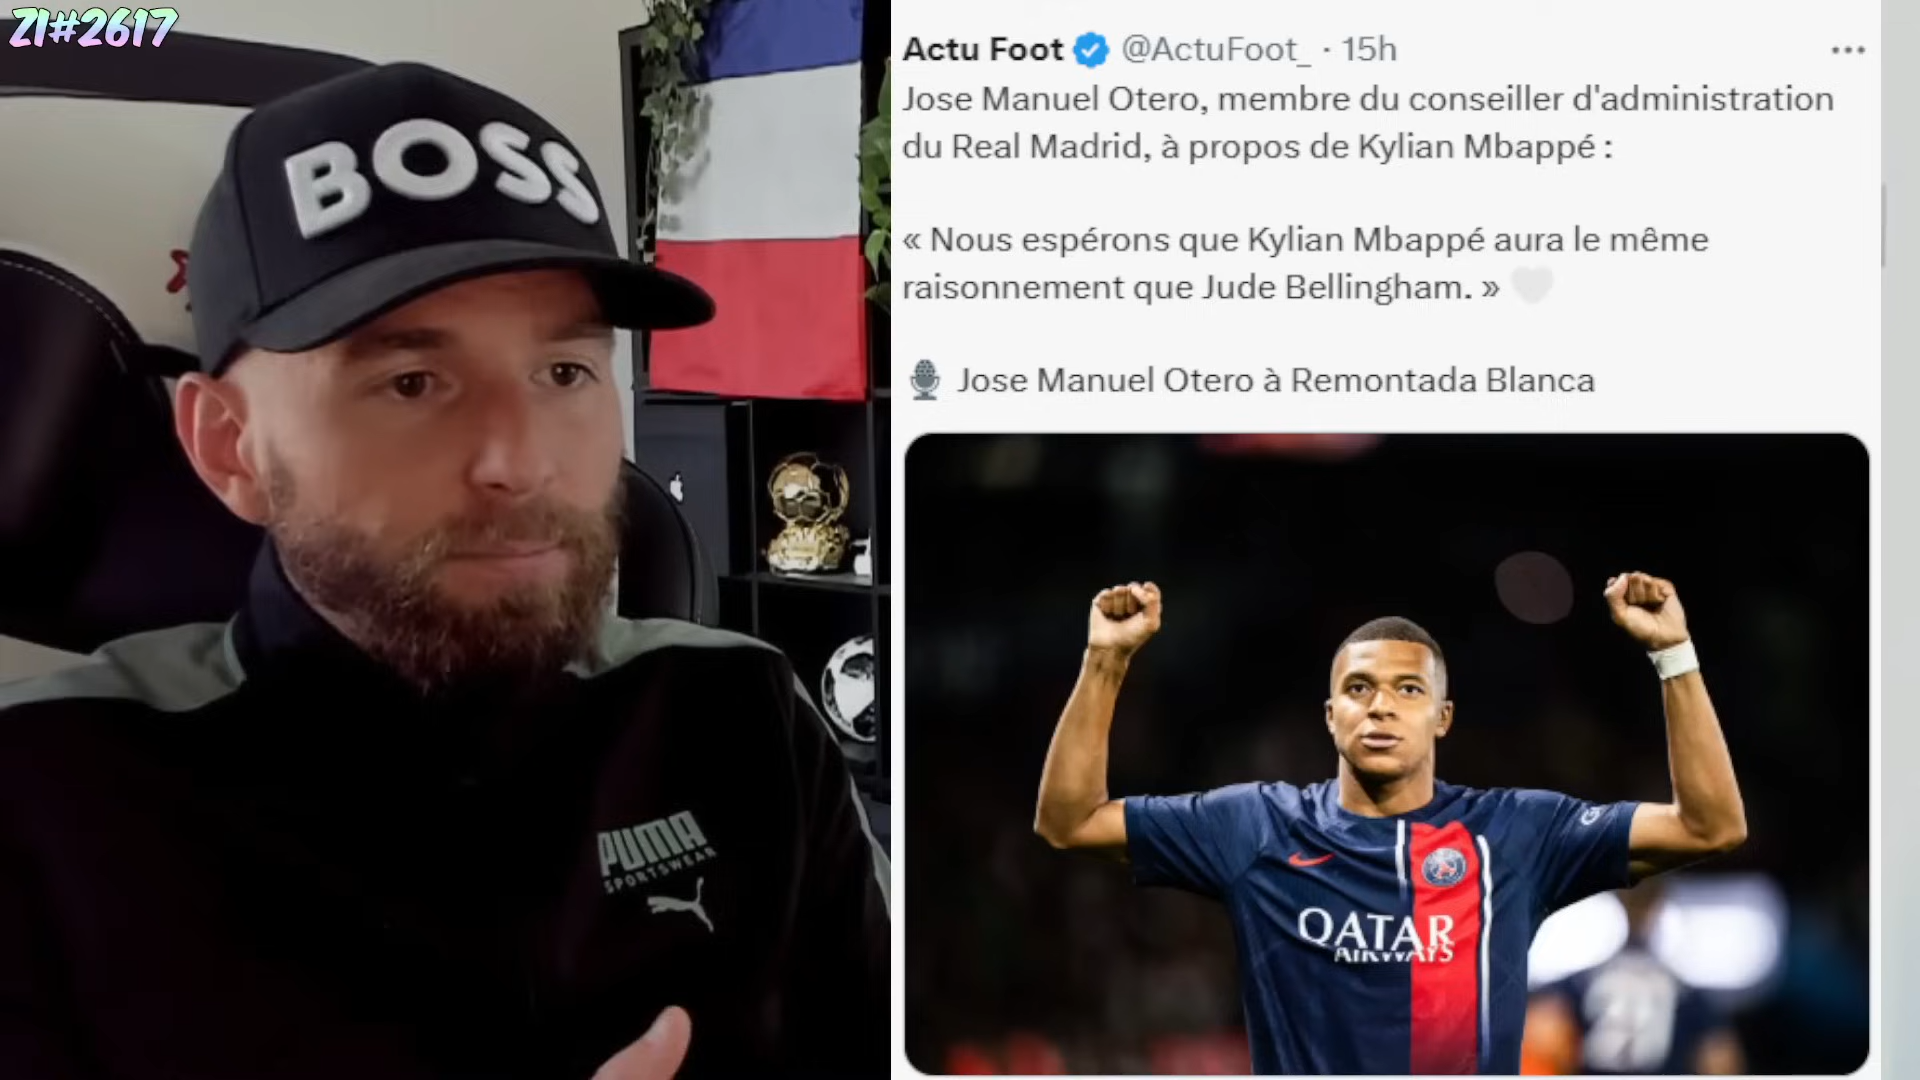 ZI#2617
BOSS
PUMA
SPORTSWEAR
Actu Foot @ActuFoot_ · 15h
Jose Manuel Otero, membre du conseiller d'administration
du Real Madrid, à propos de Kylian Mbappé :
« Nous espérons que Kylian Mbappé aura le même
raisonnement que Jude Bellingham. » 🤍
🎙️ Jose Manuel Otero à Remontada Blanca
QATAR
AIRWAYS